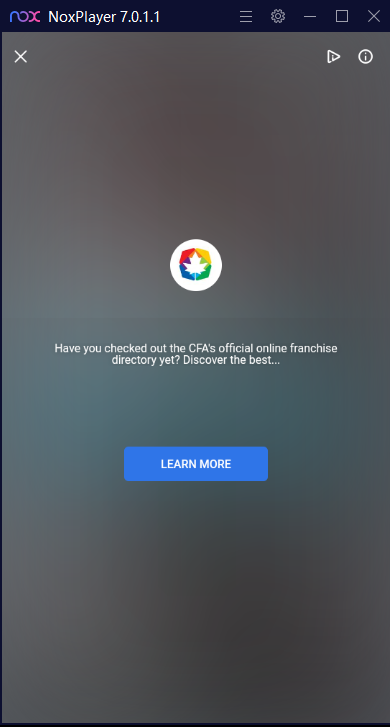 nox NoxPlayer 7.0.1.1
Have you checked out the CFA's official online franchise
directory yet? Discover the best...
LEARN MORE